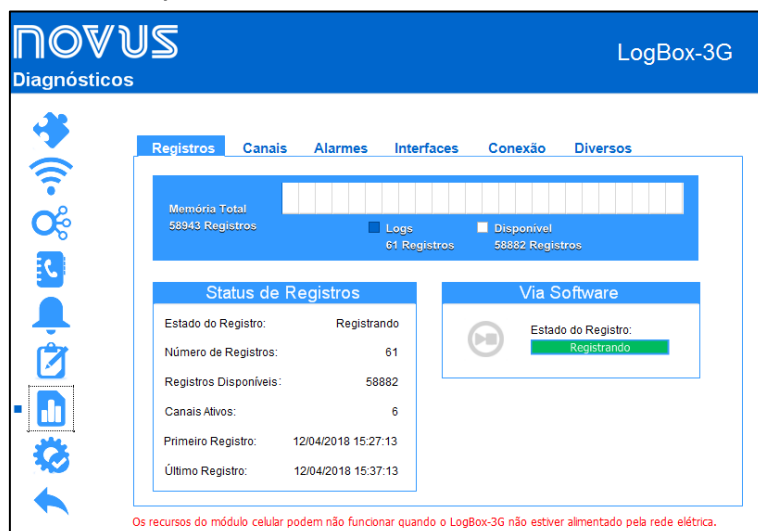 NOVUS
LogBox-3G
Diagnósticos
Registros Canais Alarmes Interfaces Conexão Diversos
Memória Total
58943 Registros
Logs
61 Registros
Disponível
58882 Registros
Status de Registros
Estado do Registro: Registrando
Número de Registros: 61
Registros Disponíveis: 58882
Canais Ativos: 6
Primeiro Registro: 12/04/2018 15:27:13
Último Registro: 12/04/2018 15:37:13
Via Software
Estado do Registro:
Registrando
Os recursos do módulo celular podem não funcionar quando o LogBox-3G não estiver alimentado pela rede elétrica.